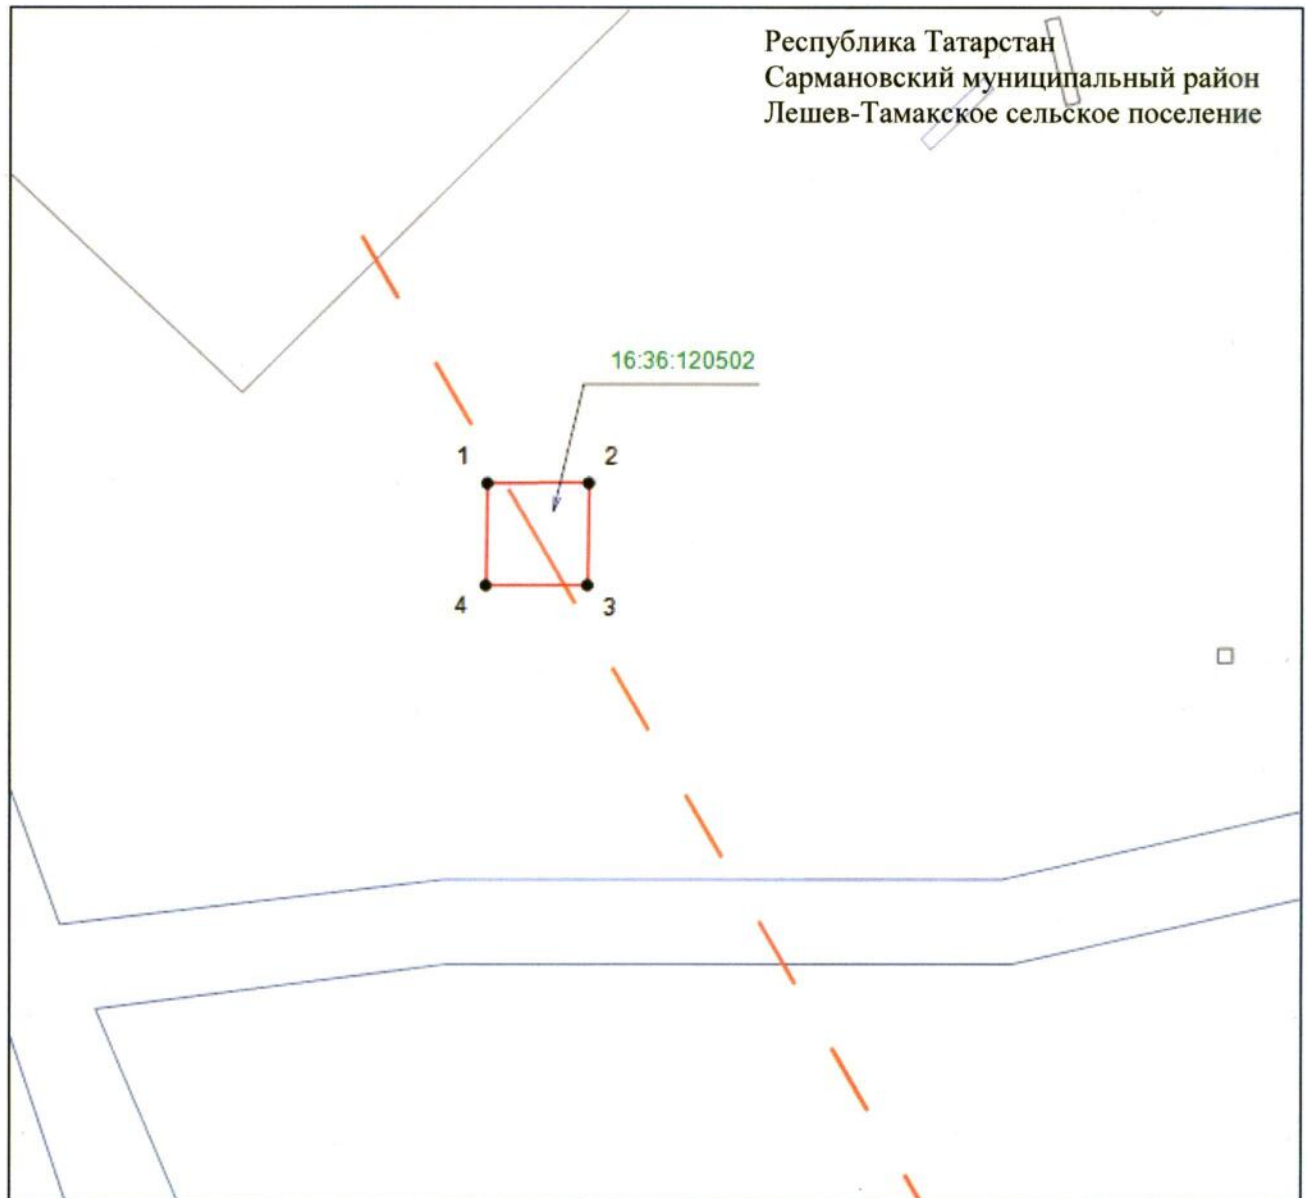 Республика Татарстан
Сармановский муниципальный район
Лешев-Тамакское сельское поселение
16:36:120502
1
2
4
3